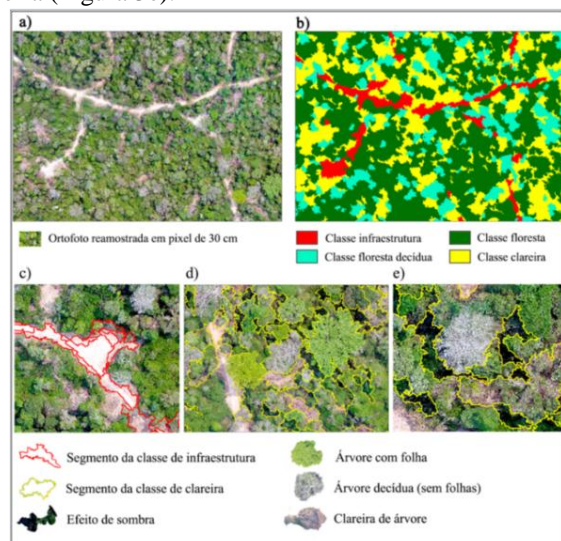 a)
b)
Ortofoto reamostrada em pixel de 30 cm
Classe infraestrutura
Classe floresta
Classe floresta decídua
Classe clareira
c)
d)
e)
Segmento da classe de infraestrutura
Árvore com folha
Segmento da classe de clareira
Árvore decídua (sem folhas)
Efeito de sombra
Clareira de árvore